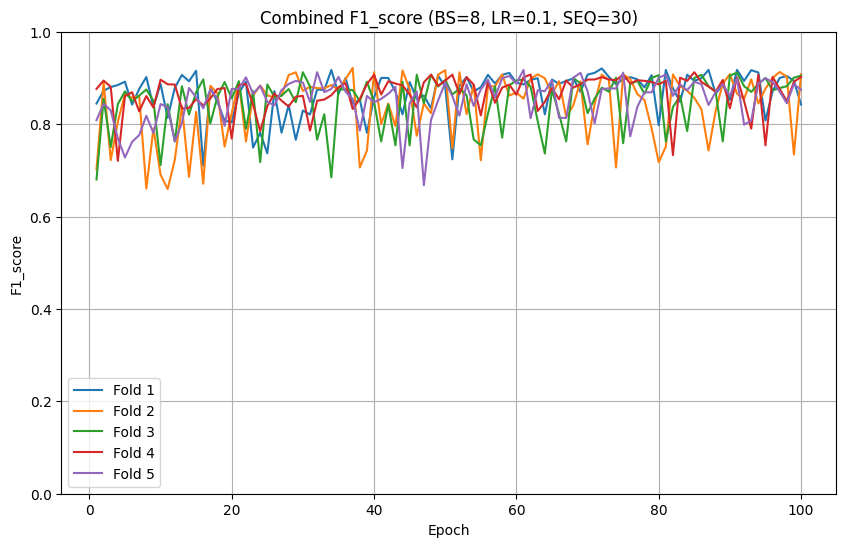 Combined F1_score (BS=8, LR=0.1, SEQ=30)
1.0
0.8
0.6
0.4
0.2
0.0
F1_score
Fold 1
Fold 2
Fold 3
Fold 4
Fold 5
0 20 40 60 80 100
Epoch